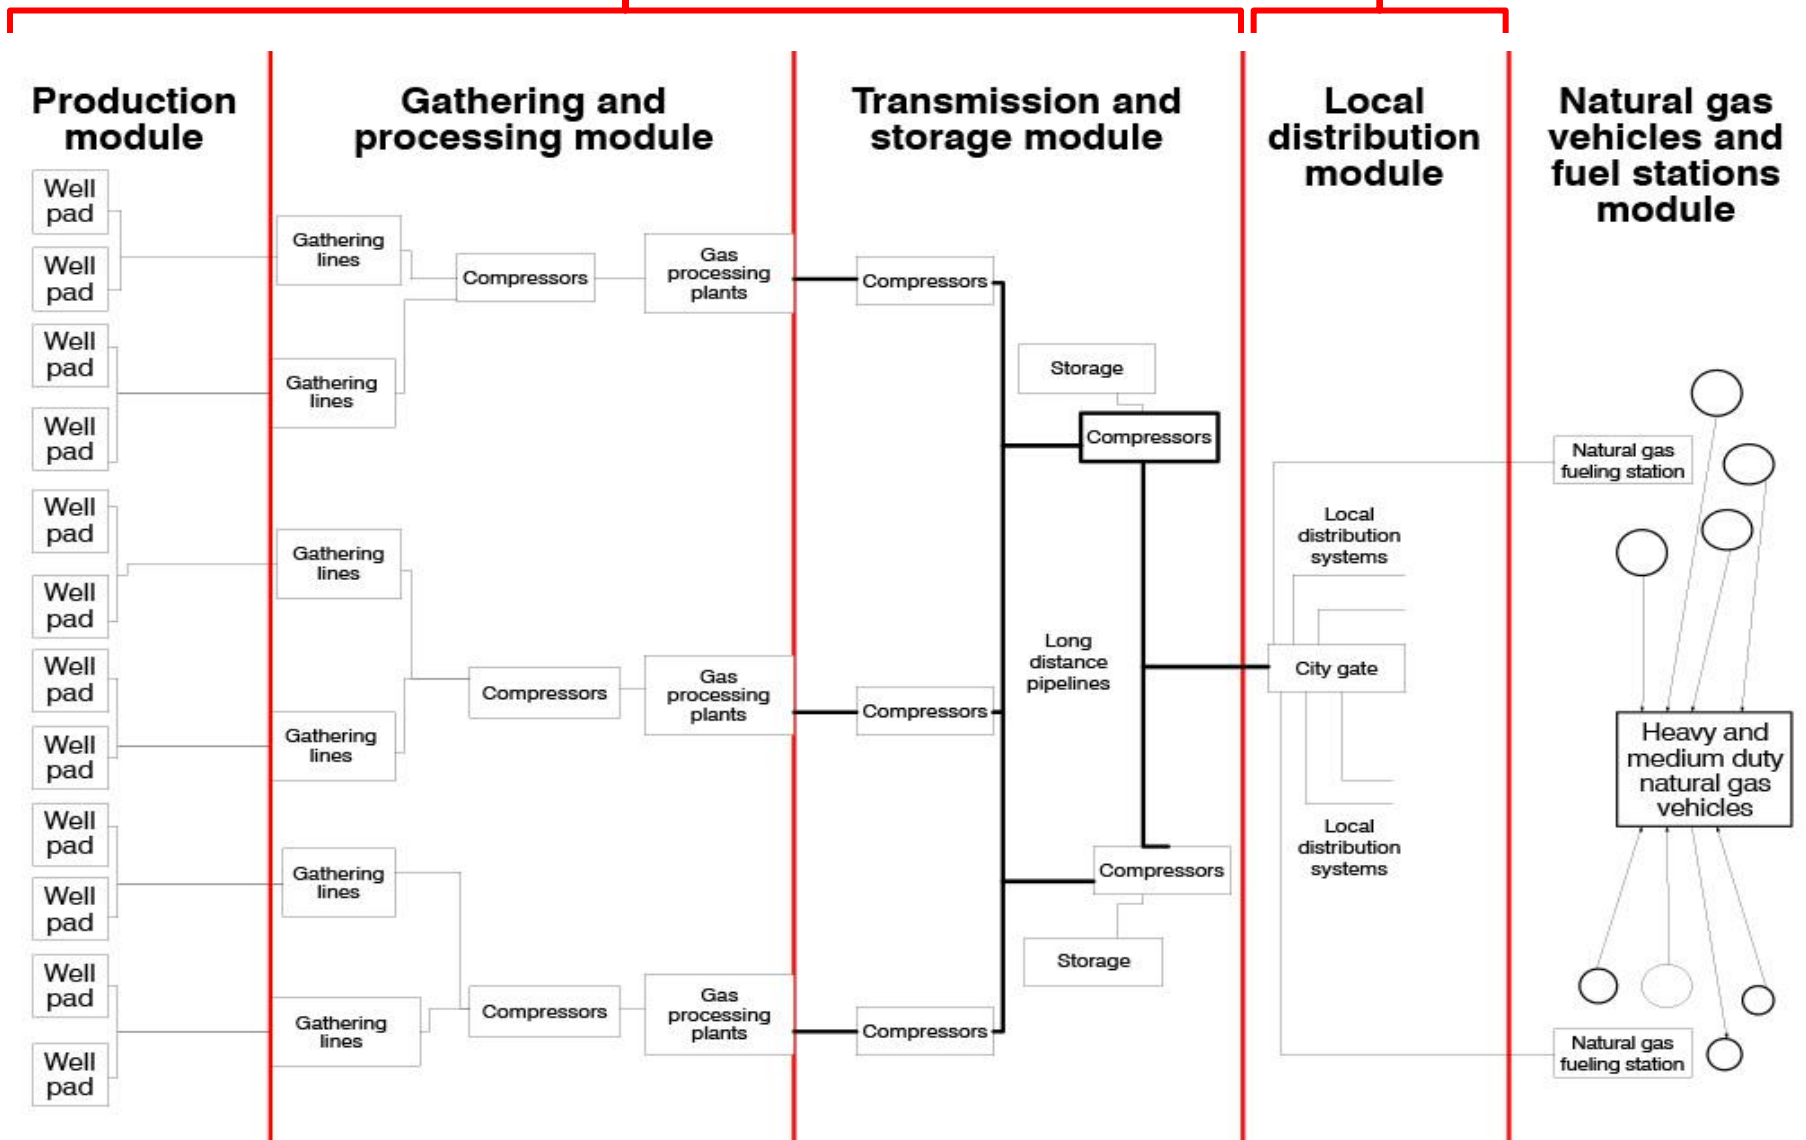 Production
module
Gathering and
processing module
Transmission and
storage module
Local
distribution
module
Natural gas
vehicles and
fuel stations
module
Well
pad
Well
pad
Well
pad
Well
pad
Well
pad
Well
pad
Well
pad
Well
pad
Well
pad
Well
pad
Well
pad
Well
pad
Gathering
lines
Gathering
lines
Gathering
lines
Gathering
lines
Gathering
lines
Gathering
lines
Compressors
Compressors
Compressors
Gas
processing
plants
Gas
processing
plants
Gas
processing
plants
Compressors
Compressors
Compressors
Storage
Compressors
Long
distance
pipelines
Compressors
Storage
Local
distribution
systems
City gate
Local
distribution
systems
Natural gas
fueling station
Heavy and
medium duty
natural gas
vehicles
Natural gas
fueling station